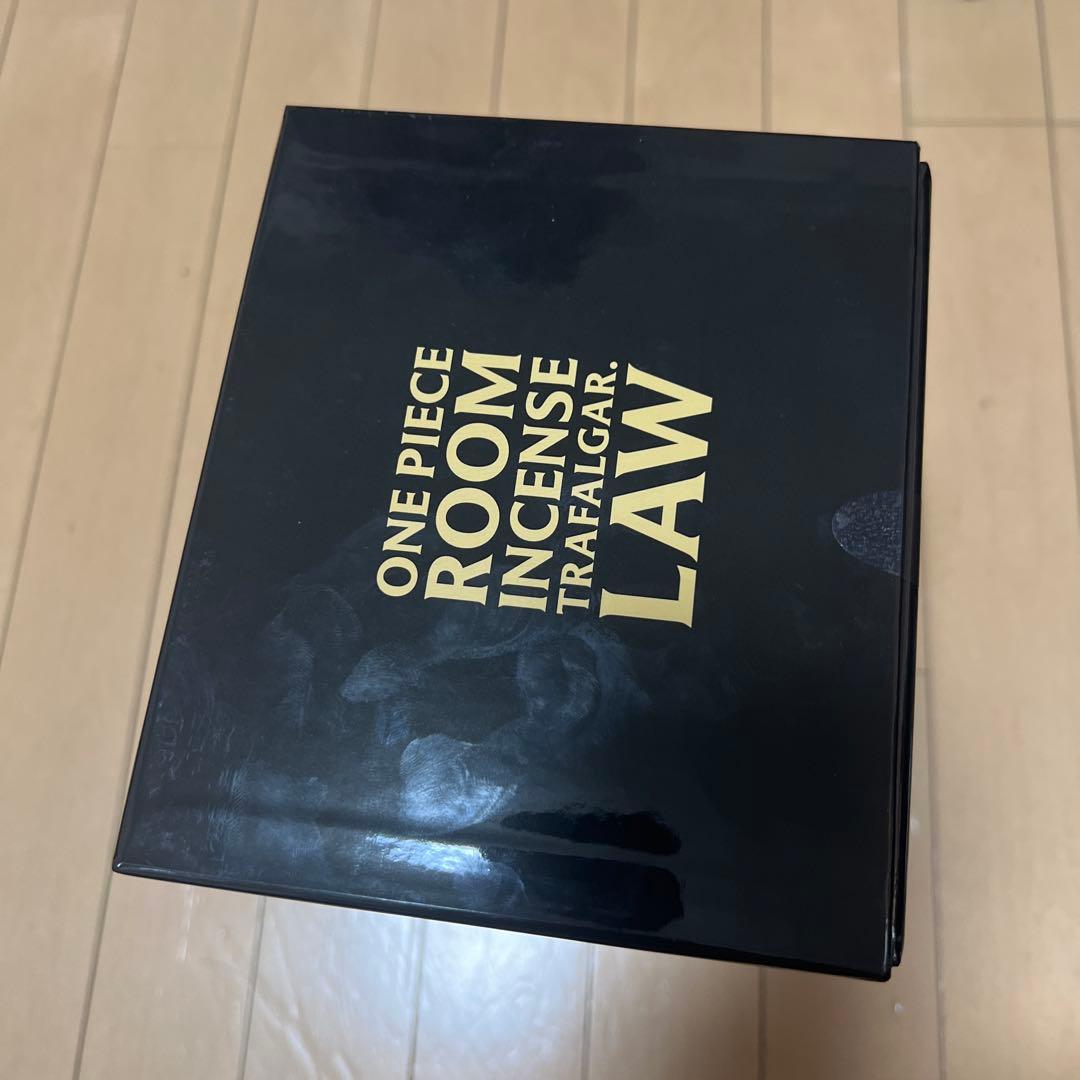 ONE PIECE
ROOM
INCENSE
TRAFALGAR.
LAW